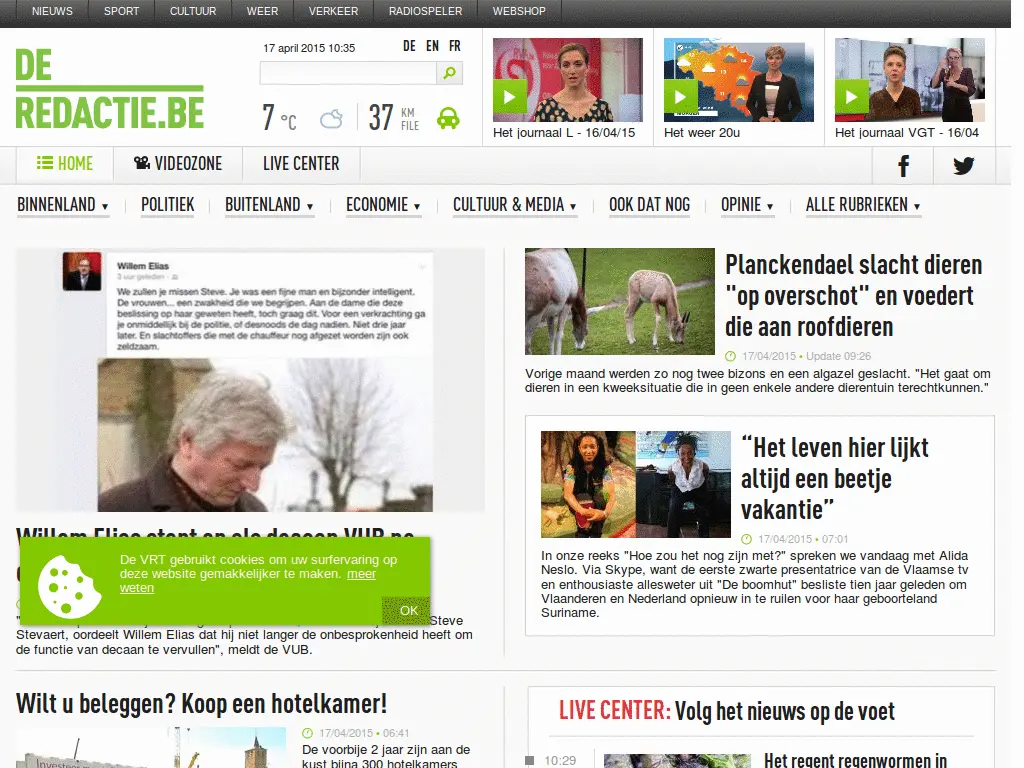 NIEUWS SPORT CULTUUR WEER VERKEER RADIOSPELER WEBSHOP
DE
REDACTIE.BE
17 april 2015 10:35 DE EN FR
7 °C 37 KM
FILE
Het journaal L - 16/04/15
Het weer 20u
Het journaal VGT - 16/04
HOME VIDEOZONE LIVE CENTER
BINNENLAND POLITIEK BUITENLAND ECONOMIE CULTUUR & MEDIA OOK DAT NOG OPINIE ALLE RUBRIEKEN
Willem Elias
3 uur geleden
We zullen je missen Steve. Je was een fijne man en bijzonder intelligent.
De vrouwen... een zwakheid die we begrijpen. Aan de dame die deze
beslissing op haar geweten heeft, toch graag dit. Voor een verkrachting ga
je onmiddellijk bij de politie, of desnoods de dag nadien. Niet drie jaar
later. En slachtoffers die met de chauffeur nog afgezet worden zijn ook
zeldzaam.
Willem Elias stapt op als decaan VUB na
De VRT gebruikt cookies om uw surfervaring op
deze website gemakkelijker te maken. meer
weten
OK
Steve
Stevaert, oordeelt Willem Elias dat hij niet langer de onbesprokenheid heeft om
de functie van decaan te vervullen", meldt de VUB.
Planckendael slacht dieren
"op overschot" en voedert
die aan roofdieren
17/04/2015 • Update 09:26
Vorige maand werden zo nog twee bizons en een algazel geslacht. "Het gaat om
dieren in een kweeksituatie die in geen enkele andere dierentuin terechtkunnen."
“Het leven hier lijkt
altijd een beetje
vakantie”
17/04/2015 • 07:01
In onze reeks "Hoe zou het nog zijn met?" spreken we vandaag met Alida
Neslo. Via Skype, want de eerste zwarte presentatrice van de Vlaamse tv
en enthousiaste allesweter uit "De boomhut" besliste tien jaar geleden om
Vlaanderen en Nederland opnieuw in te ruilen voor haar geboorteland
Suriname.
Wilt u beleggen? Koop een hotelkamer!
17/04/2015 • 06:41
De voorbije 2 jaar zijn aan de
kust bijna 300 hotelkamers
LIVE CENTER: Volg het nieuws op de voet
10:29
Het regent regenwormen in